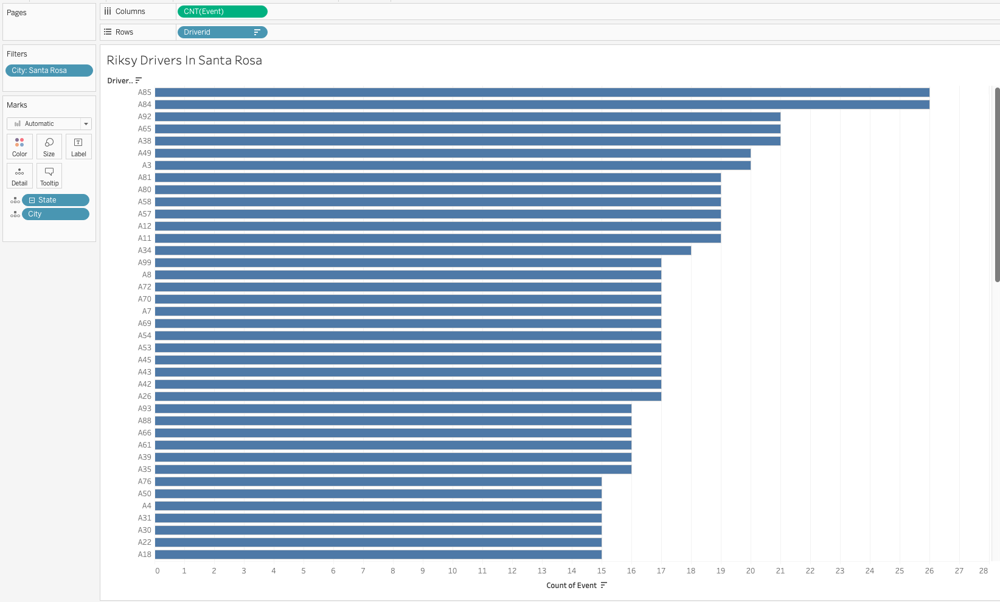 Pages
Columns
CNT(Event)
Rows
Driverid
Filters
City: Santa Rosa
Marks
Automatic
Color
Size
Label
Detail
Tooltip
State
City
Riksy Drivers In Santa Rosa
Driver..
A85
A84
A92
A65
A38
A49
A3
A81
A80
A58
A57
A12
A11
A34
A99
A8
A72
A70
A7
A69
A54
A53
A45
A43
A42
A26
A93
A88
A66
A61
A39
A35
A76
A50
A4
A31
A30
A22
A18
0 1 2 3 4 5 6 7 8 9 10 11 12 13 14 15 16 17 18 19 20 21 22 23 24 25 26 27 28
Count of Event